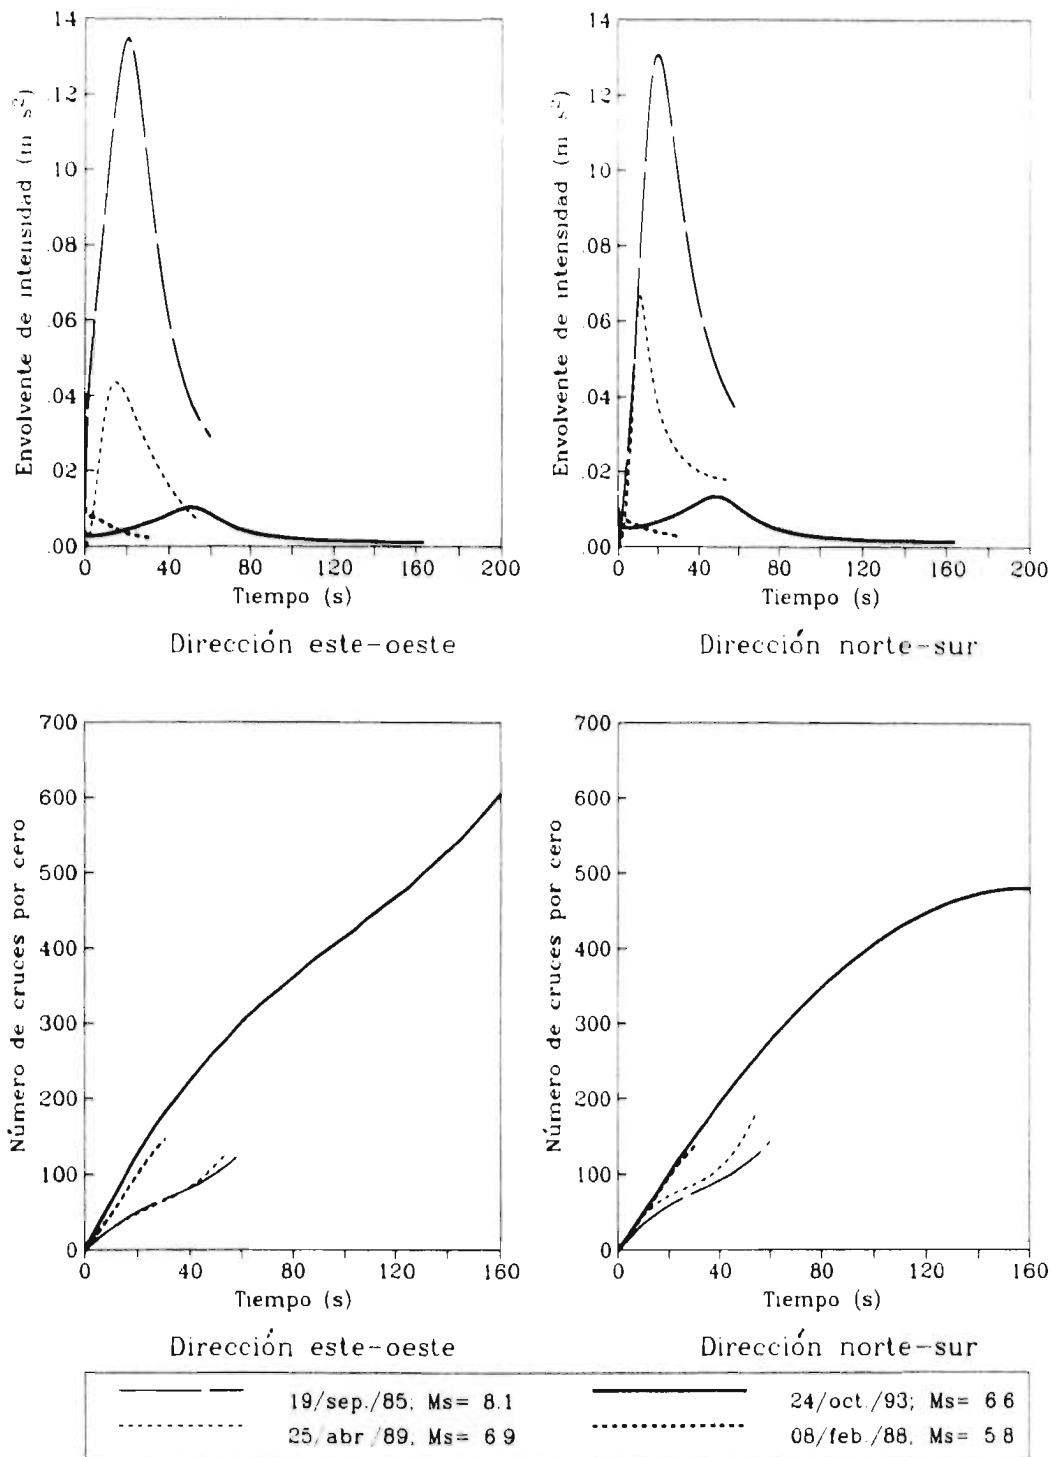 Envolvente de intensidad (m s²)
.14
.12
.10
.08
.06
.04
.02
.00
0 40 80 120 160 200
Tiempo (s)
Dirección este-oeste
Envolvente de intensidad (m s²)
.14
.12
.10
.08
.06
.04
.02
.00
0 40 80 120 160 200
Tiempo (s)
Dirección norte-sur
Número de cruces por cero
700
600
500
400
300
200
100
0
0 40 80 120 160
Tiempo (s)
Dirección este-oeste
Número de cruces por cero
700
600
500
400
300
200
100
0
0 40 80 120 160
Tiempo (s)
Dirección norte-sur
19/sep./85; Ms= 8.1
25/abr /89, Ms= 6 9
24/oct./93; Ms= 6 6
08/feb./88, Ms= 5 8